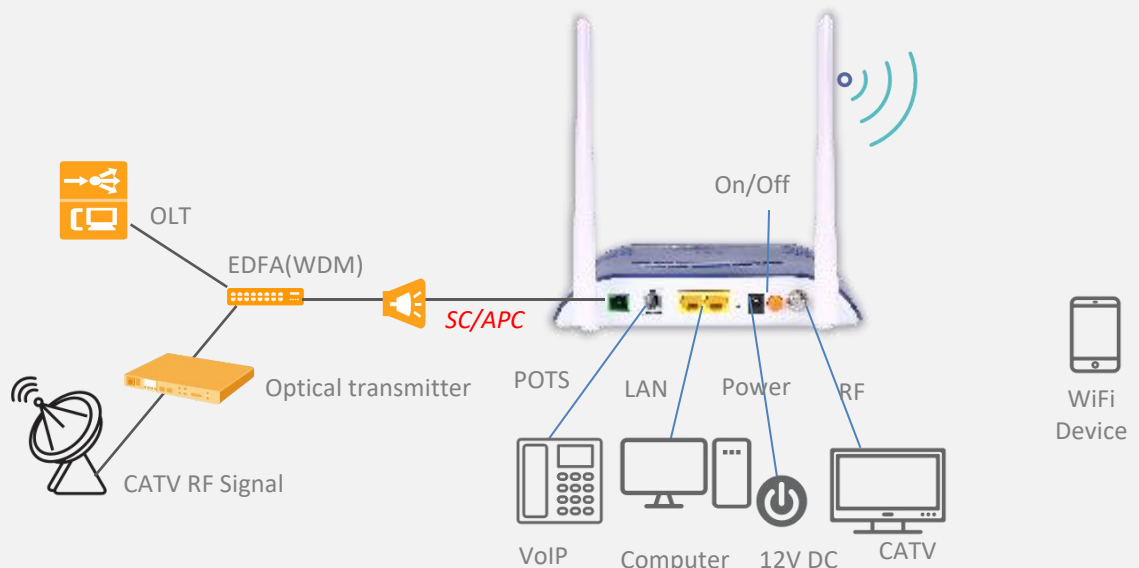 On/Off
OLT
EDFA(WDM)
SC/APC
Optical transmitter
POTS
LAN
Power
RF
WiFi
Device
CATV RF Signal
VoIP
Computer
12V DC
CATV